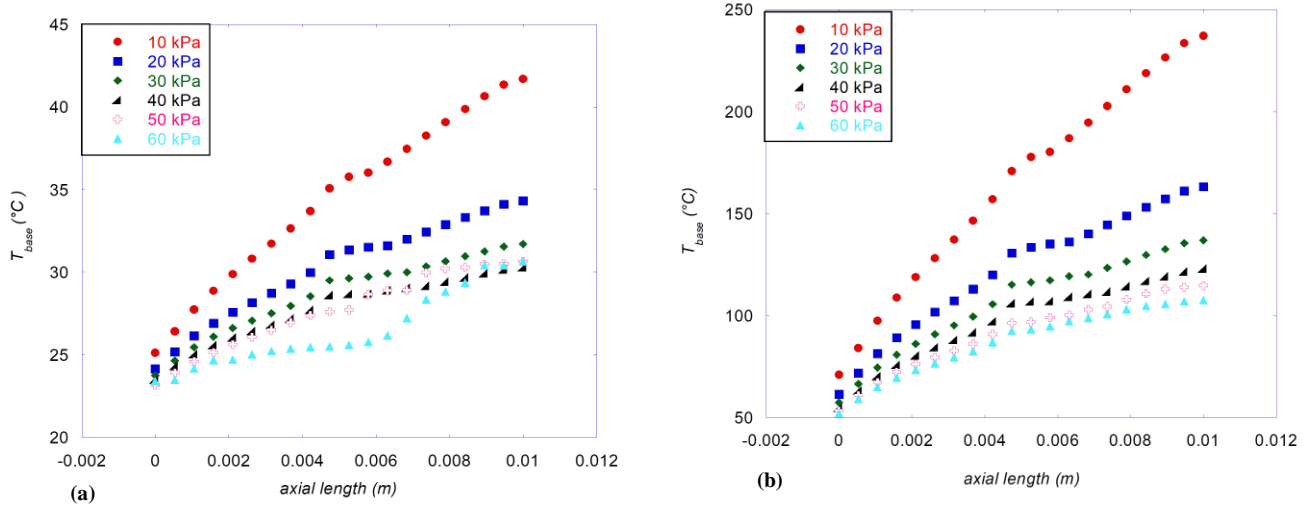 45
40
35
30
25
20
T_base (°C )
10 kPa
20 kPa
30 kPa
40 kPa
50 kPa
60 kPa
-0.002 0 0.002 0.004 0.006 0.008 0.01 0.012
axial length (m)
(a)
250
200
150
100
50
T_base (°C)
10 kPa
20 kPa
30 kPa
40 kPa
50 kPa
60 kPa
-0.002 0 0.002 0.004 0.006 0.008 0.01 0.012
axial length (m)
(b)